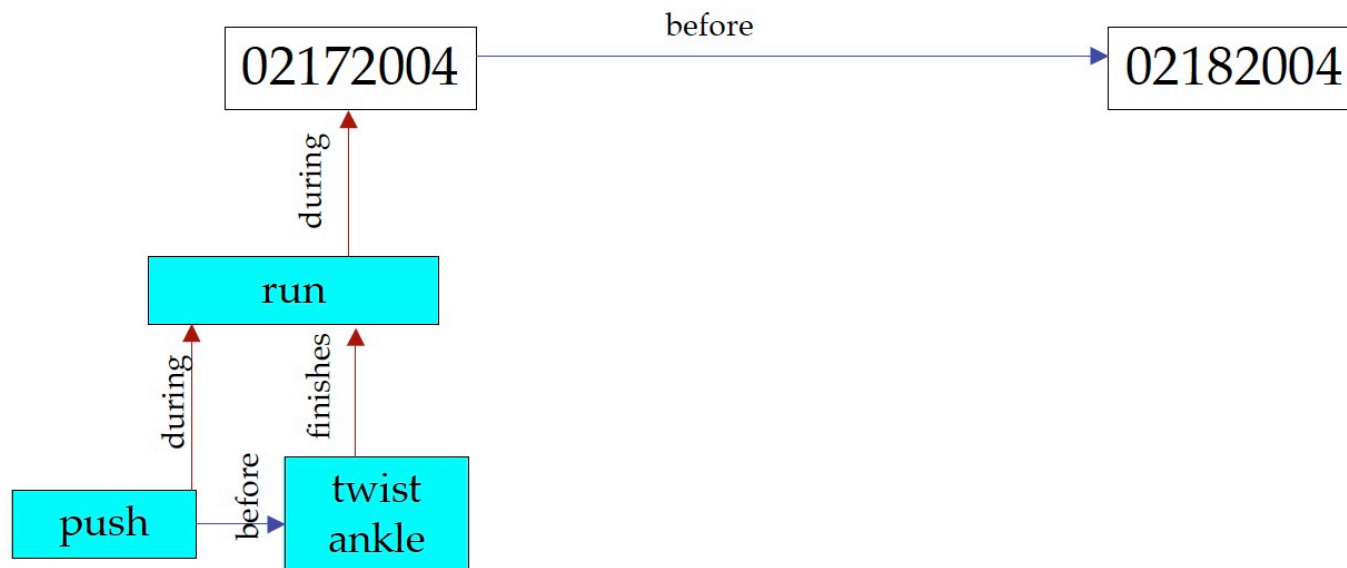 before
02172004
02182004
during
run
during
finishes
before
push
twist
ankle